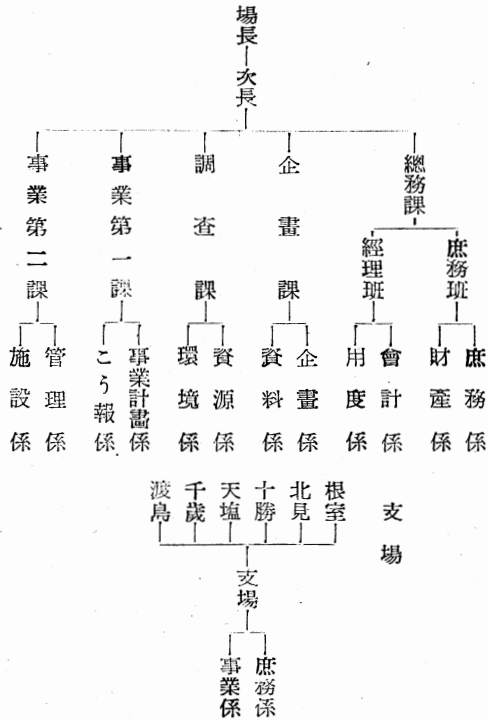 場長
次長
總務課
庶務班
庶務係
財產係
經理班
會計係
用度係
企畫課
企畫係
資料係
調査課
資源係
環境係
事業第一課
事業計畫係
こう報係
事業第二課
管理係
施設係
支場
根室
北見
十勝
天塩
千歲
渡島
支場
庶務係
事業係